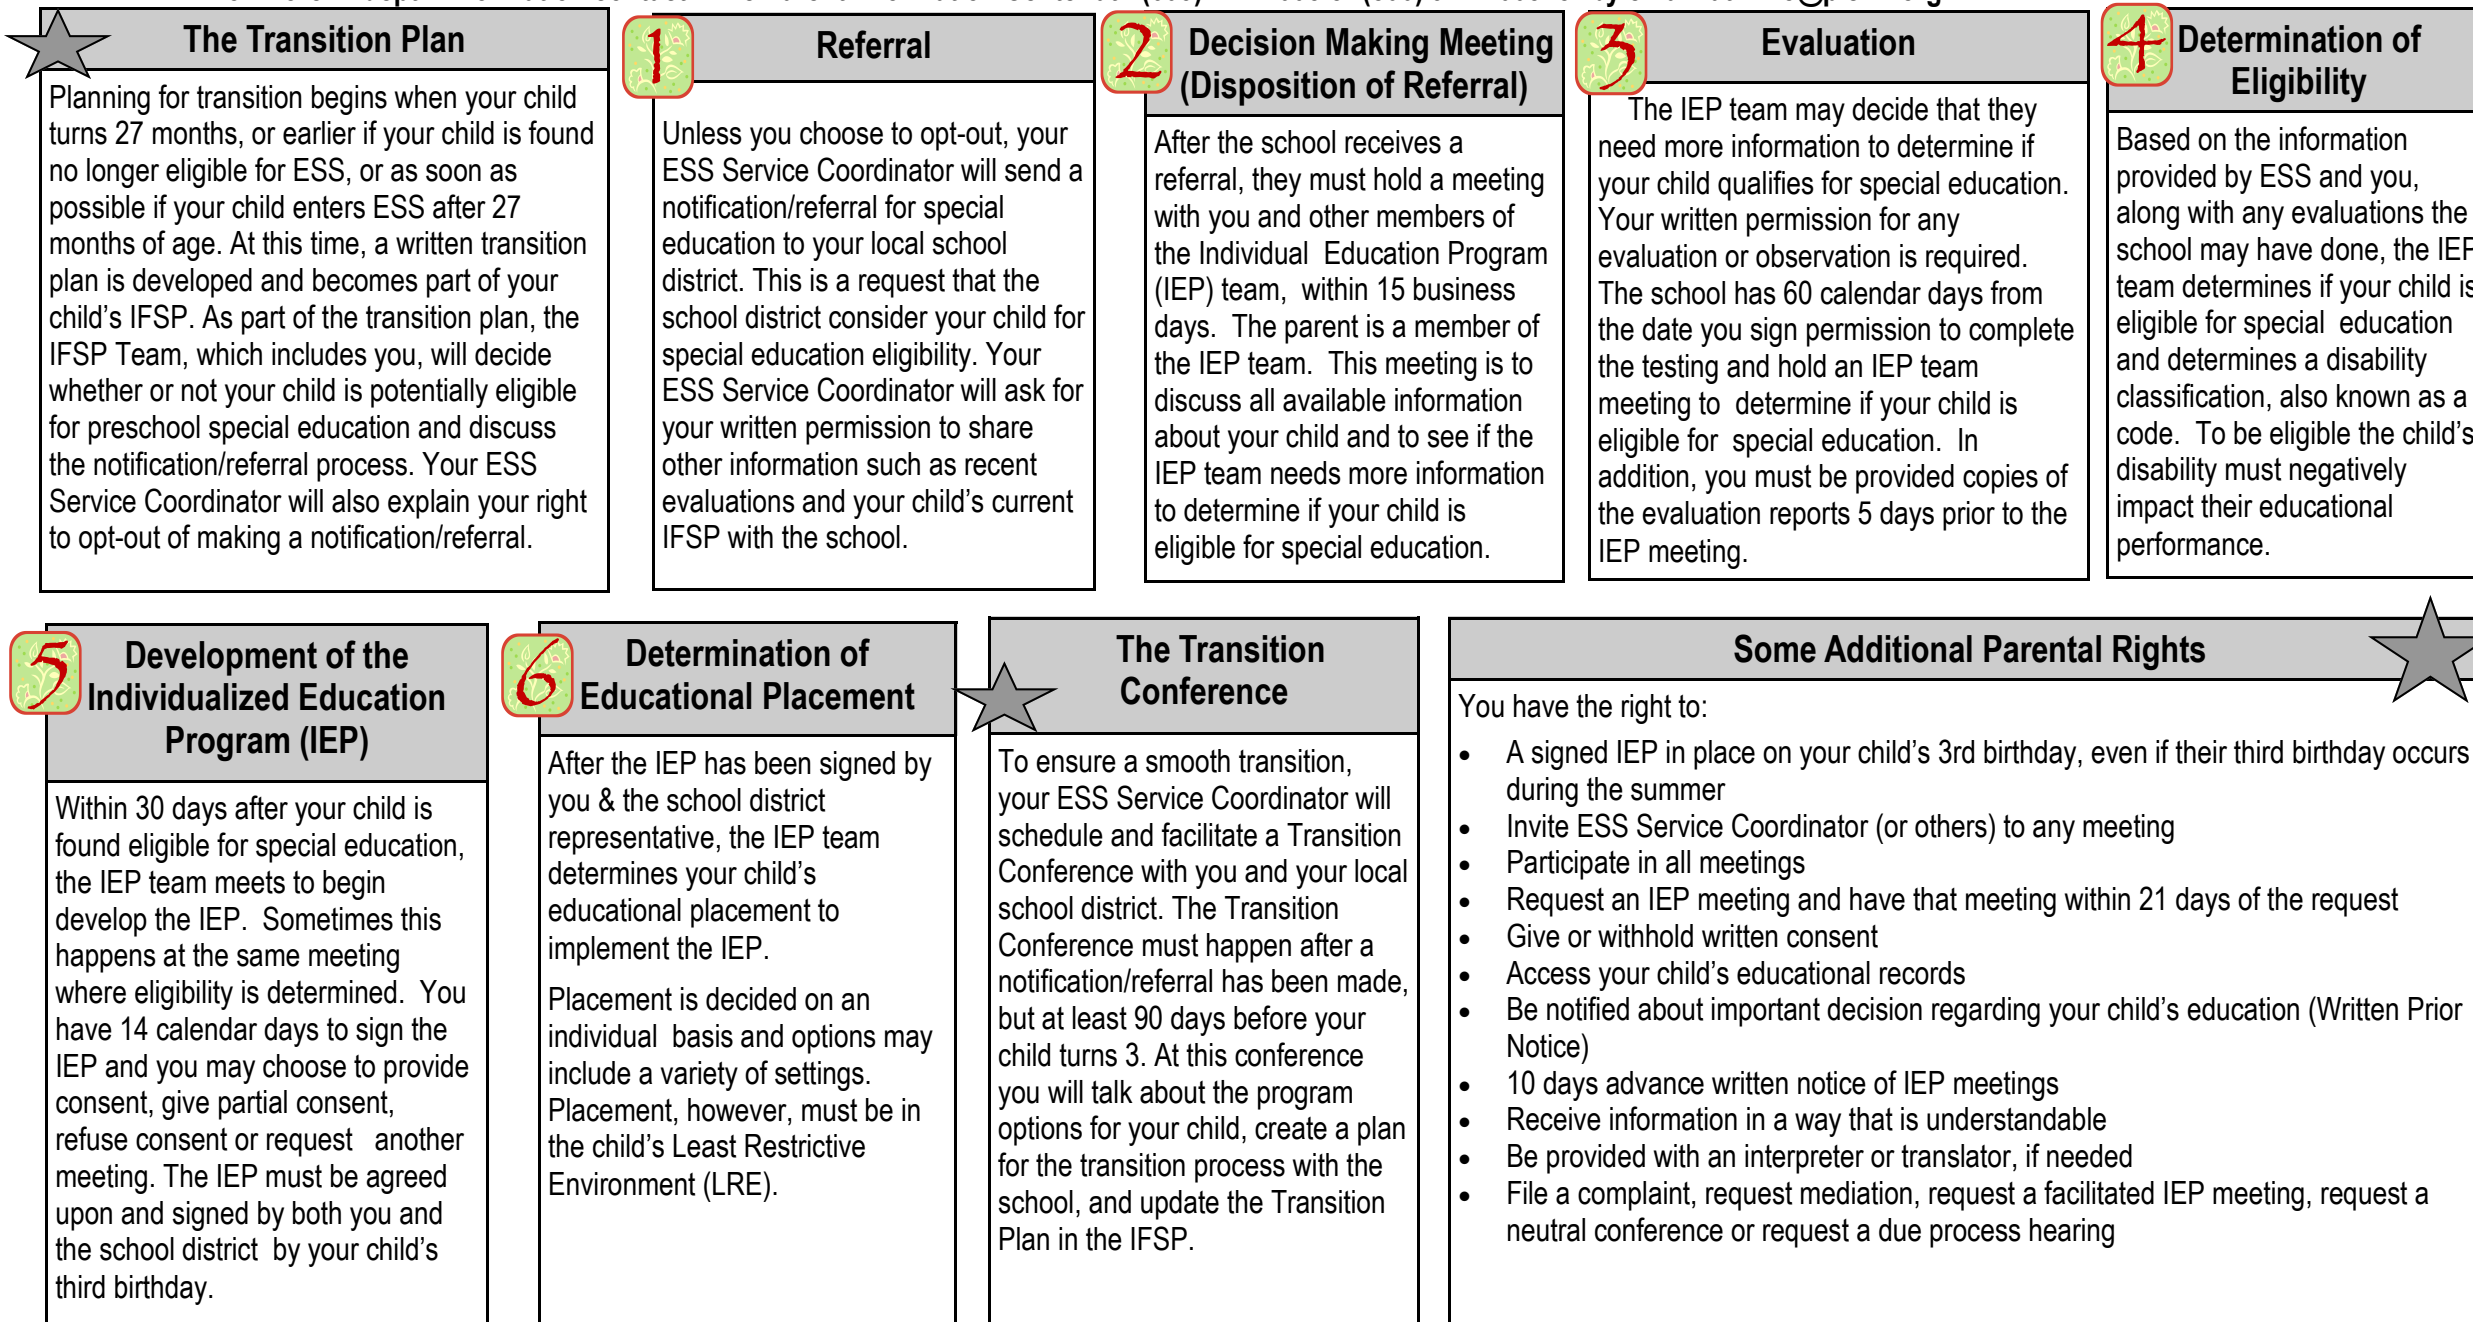 The Transition Plan
Planning for transition begins when your child
turns 27 months, or earlier if your child is found
no longer eligible for ESS, or as soon as
possible if your child enters ESS after 27
months of age. At this time, a written transition
plan is developed and becomes part of your
child's IFSP. As part of the transition plan, the
IFSP Team, which includes you, will decide
whether or not your child is potentially eligible
for preschool special education and discuss
the notification/referral process. Your ESS
Service Coordinator will also explain your right
to opt-out of making a notification/referral.
1
Referral
Unless you choose to opt-out, your
ESS Service Coordinator will send a
notification/referral for special
education to your local school
district. This is a request that the
school district consider your child for
special education eligibility. Your
ESS Service Coordinator will ask for
your written permission to share
other information such as recent
evaluations and your child's current
IFSP with the school.
2
Decision Making Meeting
(Disposition of Referral)
After the school receives a
referral, they must hold a meeting
with you and other members of
the Individual Education Program
(IEP) team, within 15 business
days. The parent is a member of
the IEP team. This meeting is to
discuss all available information
about your child and to see if the
IEP team needs more information
to determine if your child is
eligible for special education.
3
Evaluation
The IEP team may decide that they
need more information to determine if
your child qualifies for special education.
Your written permission for any
evaluation or observation is required.
The school has 60 calendar days from
the date you sign permission to complete
the testing and hold an IEP team
meeting to determine if your child is
eligible for special education. In
addition, you must be provided copies of
the evaluation reports 5 days prior to the
IEP meeting.
4
Determination of
Eligibility
Based on the information
provided by ESS and you,
along with any evaluations the
school may have done, the IEP
team determines if your child is
eligible for special education
and determines a disability
classification, also known as a
code. To be eligible the child's
disability must negatively
impact their educational
performance.
5
Development of the
Individualized Education
Program (IEP)
Within 30 days after your child is
found eligible for special education,
the IEP team meets to begin
develop the IEP. Sometimes this
happens at the same meeting
where eligibility is determined. You
have 14 calendar days to sign the
IEP and you may choose to provide
consent, give partial consent,
refuse consent or request another
meeting. The IEP must be agreed
upon and signed by both you and
the school district by your child's
third birthday.
6
Determination of
Educational Placement
After the IEP has been signed by
you & the school district
representative, the IEP team
determines your child's
educational placement to
implement the IEP.
Placement is decided on an
individual basis and options may
include a variety of settings.
Placement, however, must be in
the child's Least Restrictive
Environment (LRE).
The Transition
Conference
To ensure a smooth transition,
your ESS Service Coordinator will
schedule and facilitate a Transition
Conference with you and your local
school district. The Transition
Conference must happen after a
notification/referral has been made,
but at least 90 days before your
child turns 3. At this conference
you will talk about the program
options for your child, create a plan
for the transition process with the
school, and update the Transition
Plan in the IFSP.
Some Additional Parental Rights
You have the right to:
• A signed IEP in place on your child's 3rd birthday, even if their third birthday occurs
during the summer
• Invite ESS Service Coordinator (or others) to any meeting
• Participate in all meetings
• Request an IEP meeting and have that meeting within 21 days of the request
• Give or withhold written consent
• Access your child's educational records
• Be notified about important decision regarding your child's education (Written Prior
Notice)
• 10 days advance written notice of IEP meetings
• Receive information in a way that is understandable
• Be provided with an interpreter or translator, if needed
• File a complaint, request mediation, request a facilitated IEP meeting, request a
neutral conference or request a due process hearing